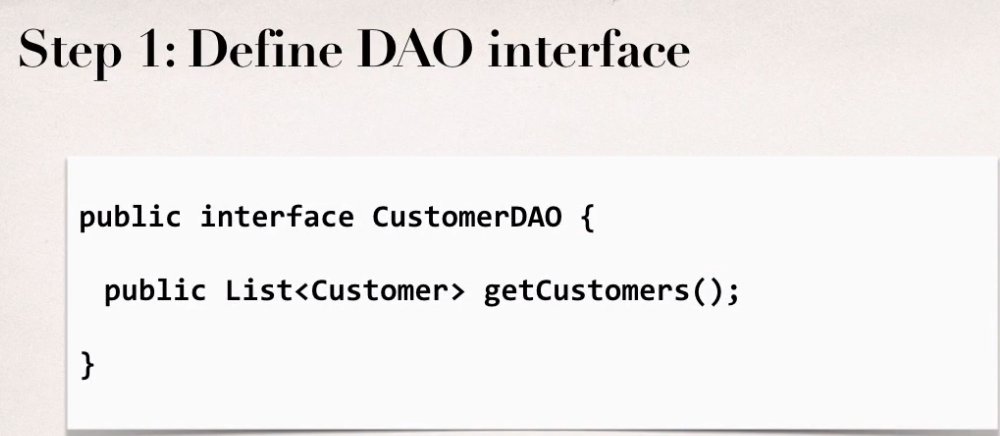 Step 1: Define DAO interface
public interface CustomerDAO {
public List<Customer> getCustomers();
}